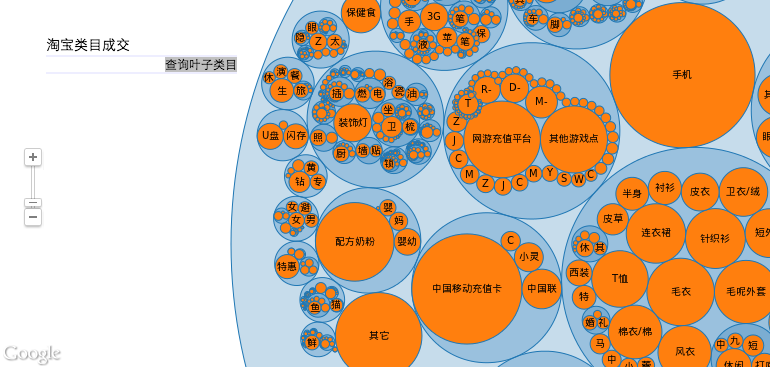 淘宝类目成交
查询叶子类目
保健食
眼
隐
Z
太
手
3G
笔
液
苹
笔
保
车
脚
手机
休
演
餐
生
旅
插
燃
电
浴
瓷
油
装饰灯
坐
卫
梳
U盘
闪存
照
厨
墙
贴
锁
T
R-
D-
M-
网游充值平台
其他游戏点
Z
J
C
M
Z
J
C
M
Y
S
W
C
黄
钻
专
女
避
女
男
特惠
鱼
猫
鲜
配方奶粉
婴
妈
婴幼
其它
中国移动充值卡
C
小灵
中国联
半身
衬衫
皮衣
卫衣/绒
皮草
连衣裙
针织衫
短外
休
其
西装
特
T恤
毛衣
毛呢外套
婚
礼
马
棉衣/棉
风衣
中
九
短
休闲
中
小